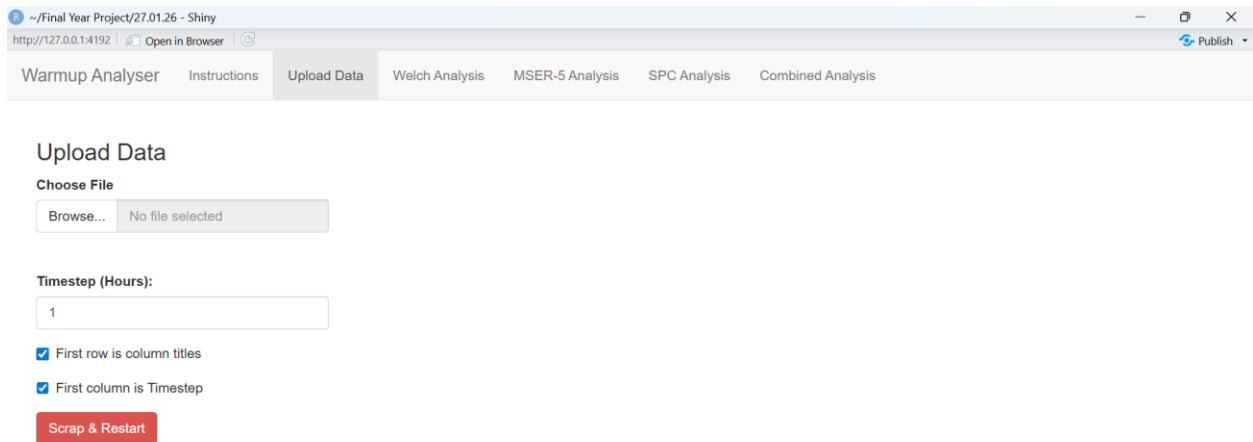 ~/Final Year Project/27.01.26 - Shiny
http://127.0.0.1:4192 Open in Browser Publish
Warmup Analyser Instructions Upload Data Welch Analysis MSER-5 Analysis SPC Analysis Combined Analysis
Upload Data
Choose File
Browse... No file selected
Timestep (Hours):
1
First row is column titles
First column is Timestep
Scrap & Restart